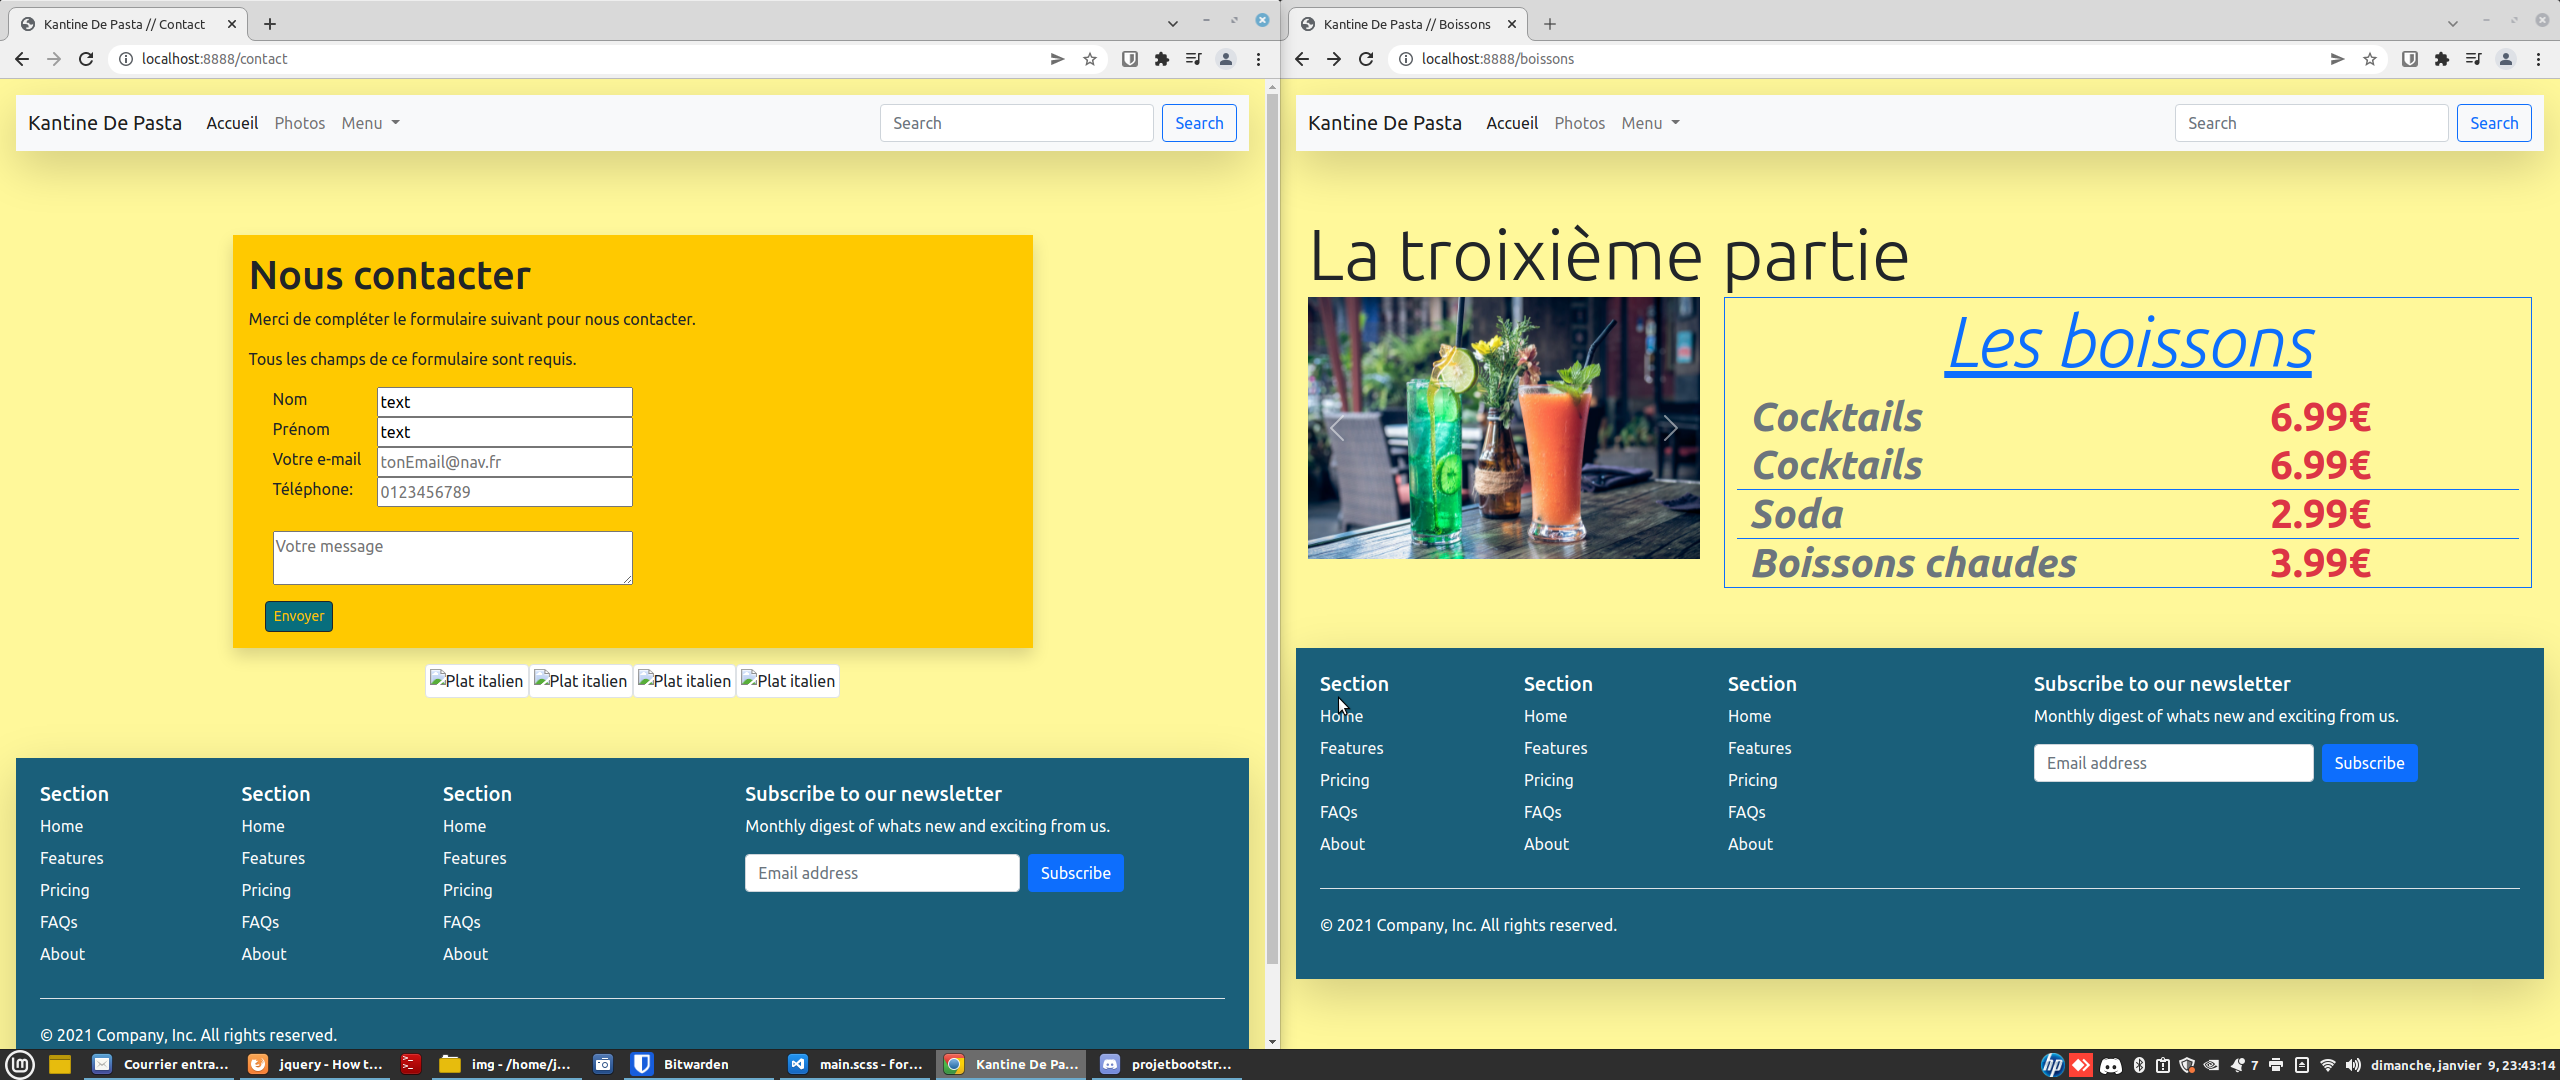 Kantine De Pasta // Contact
localhost:8888/contact
Kantine De Pasta Accueil Photos Menu Search Search
Nous contacter
Merci de compléter le formulaire suivant pour nous contacter.
Tous les champs de ce formulaire sont requis.
Nom text
Prénom text
Votre e-mail tonEmail@nav.fr
Téléphone: 0123456789
Votre message
Envoyer
Plat italien Plat italien Plat italien Plat italien
Section Section Section Subscribe to our newsletter
Home Home Home Monthly digest of whats new and exciting from us.
Features Features Features
Email address Subscribe
Pricing Pricing Pricing
FAQs FAQs FAQs
About About About
© 2021 Company, Inc. All rights reserved.
Kantine De Pasta // Boissons
localhost:8888/boissons
Kantine De Pasta Accueil Photos Menu Search Search
La troixième partie
Les boissons
Cocktails 6.99€
Cocktails 6.99€
Soda 2.99€
Boissons chaudes 3.99€
Section Section Section Subscribe to our newsletter
Home Home Home Monthly digest of whats new and exciting from us.
Features Features Features
Email address Subscribe
Pricing Pricing Pricing
FAQs FAQs FAQs
About About About
© 2021 Company, Inc. All rights reserved.
lm Courrier entra... jquery - How t... img - /home/j... Bitwarden main.scss - for... Kantine De Pa... projetbootstr... hp 7 dimanche, janvier 9, 23:43:14